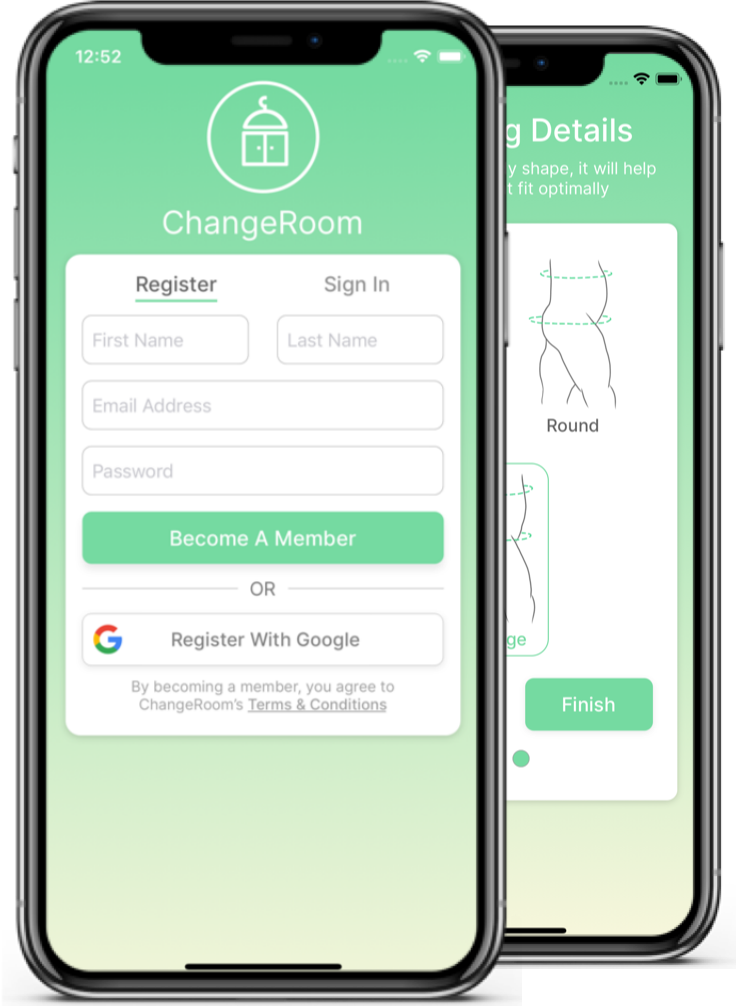 12:52
ChangeRoom
Register
Sign In
First Name
Last Name
Email Address
Password
Become A Member
OR
Register With Google
By becoming a member, you agree to
ChangeRoom's Terms & Conditions
g Details
y shape, it will help
t fit optimally
Round
ge
Finish